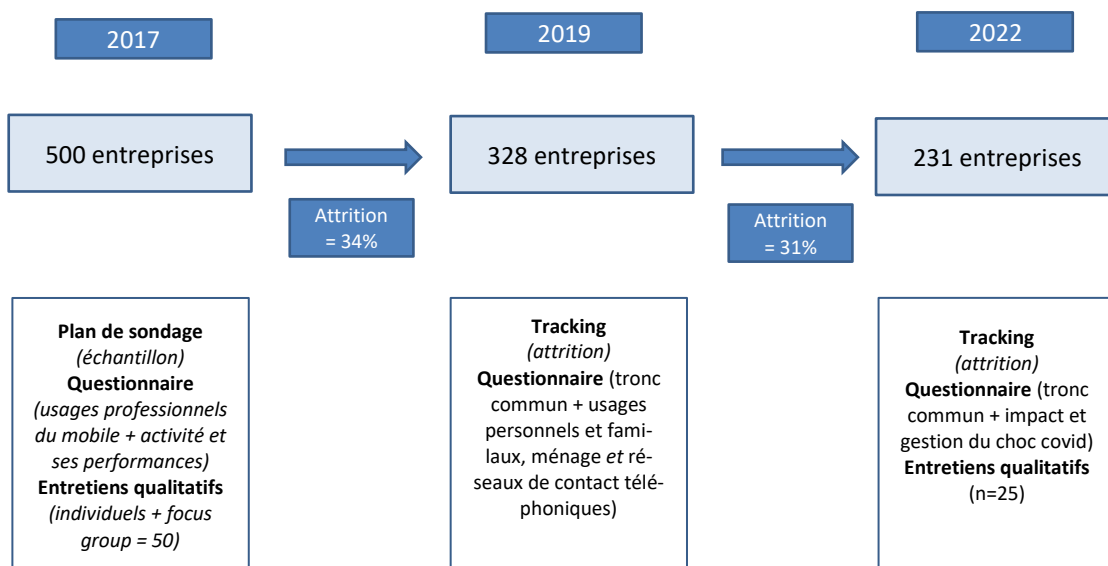 2017
2019
2022
500 entreprises
328 entreprises
231 entreprises
Attrition
= 34%
Attrition
= 31%
Plan de sondage
(échantillon)
Questionnaire
(usages professionnels
du mobile + activité et
ses performances)
Entretiens qualitatifs
(individuels + focus
group = 50)
Tracking
(attrition)
Questionnaire (tronc
commun + usages
personnels et fami-
laux, ménage et ré-
seaux de contact télé-
phoniques)
Tracking
(attrition)
Questionnaire (tronc
commun + impact et
gestion du choc covid)
Entretiens qualitatifs
(n=25)